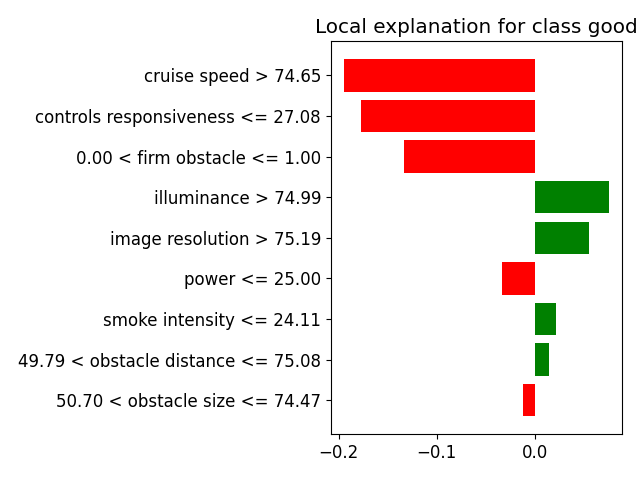 Local explanation for class good
cruise speed > 74.65
controls responsiveness <= 27.08
0.00 < firm obstacle <= 1.00
illuminance > 74.99
image resolution > 75.19
power <= 25.00
smoke intensity <= 24.11
49.79 < obstacle distance <= 75.08
50.70 < obstacle size <= 74.47
−0.2 −0.1 0.0